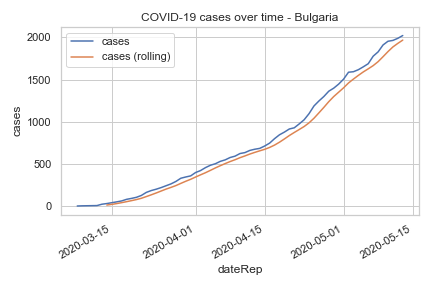 COVID-19 cases over time - Bulgaria
cases
cases (rolling)
2000
1500
1000
500
0
cases
2020-03-15
2020-04-01
2020-04-15
2020-05-01
2020-05-15
dateRep